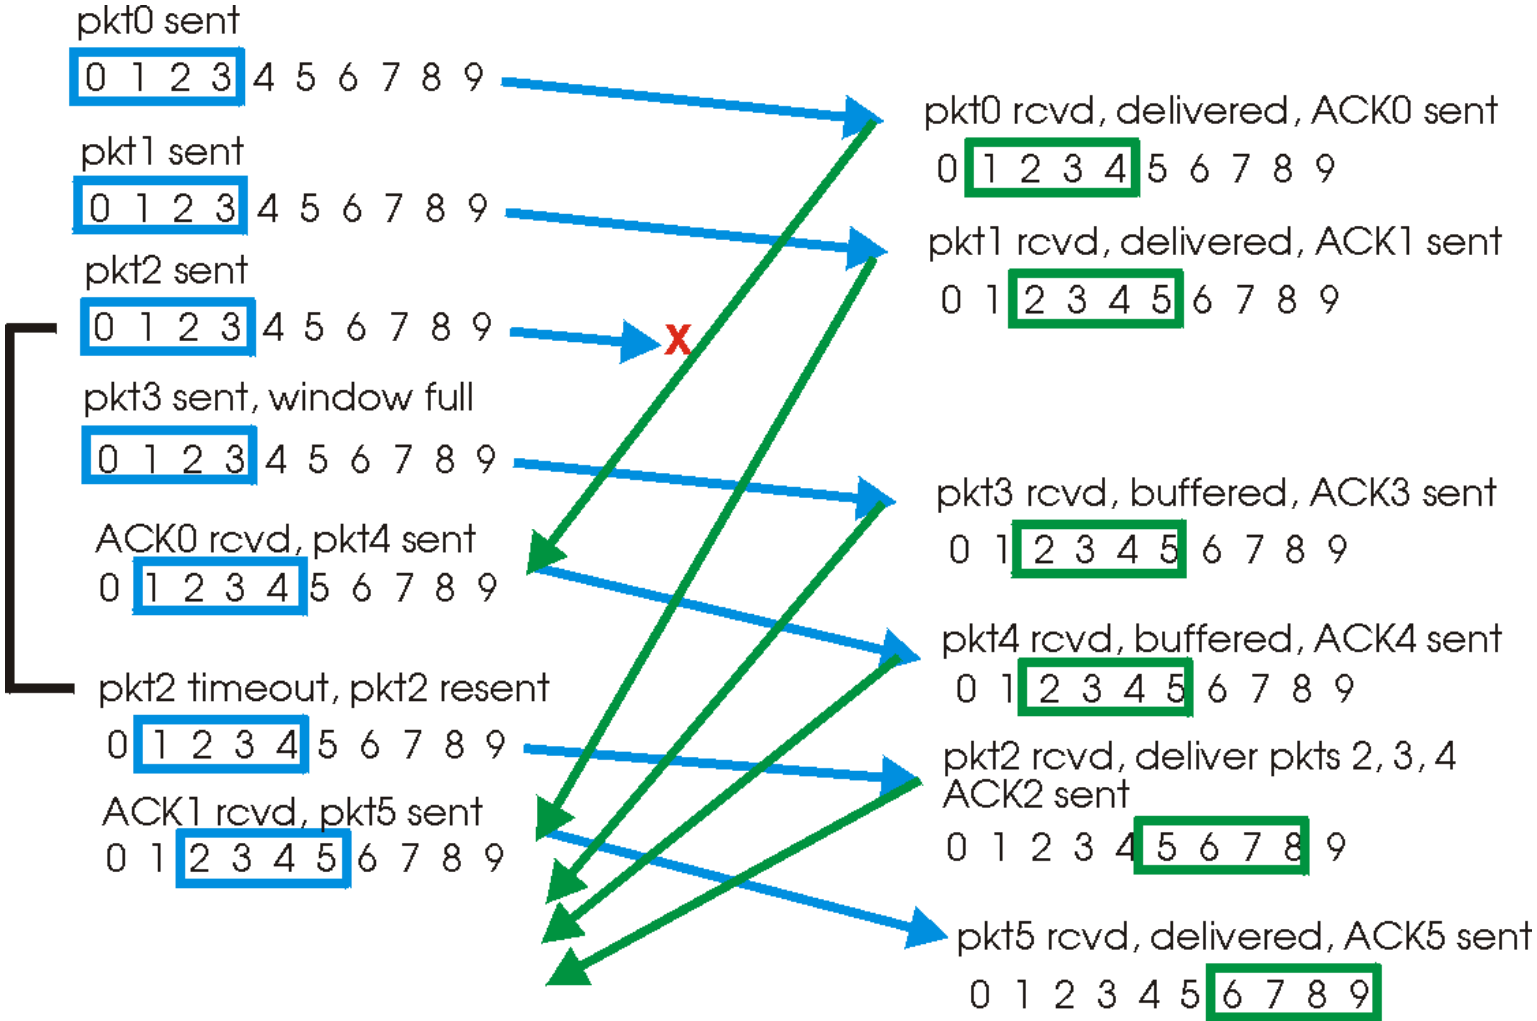 pkt0 sent
0 1 2 3 4 5 6 7 8 9
pkt1 sent
0 1 2 3 4 5 6 7 8 9
pkt2 sent
0 1 2 3 4 5 6 7 8 9
X
pkt3 sent, window full
0 1 2 3 4 5 6 7 8 9
ACK0 rcvd, pkt4 sent
0 1 2 3 4 5 6 7 8 9
pkt2 timeout, pkt2 resent
0 1 2 3 4 5 6 7 8 9
ACK1 rcvd, pkt5 sent
0 1 2 3 4 5 6 7 8 9
pkt0 rcvd, delivered, ACK0 sent
0 1 2 3 4 5 6 7 8 9
pkt1 rcvd, delivered, ACK1 sent
0 1 2 3 4 5 6 7 8 9
pkt3 rcvd, buffered, ACK3 sent
0 1 2 3 4 5 6 7 8 9
pkt4 rcvd, buffered, ACK4 sent
0 1 2 3 4 5 6 7 8 9
pkt2 rcvd, deliver pkts 2, 3, 4
ACK2 sent
0 1 2 3 4 5 6 7 8 9
pkt5 rcvd, delivered, ACK5 sent
0 1 2 3 4 5 6 7 8 9